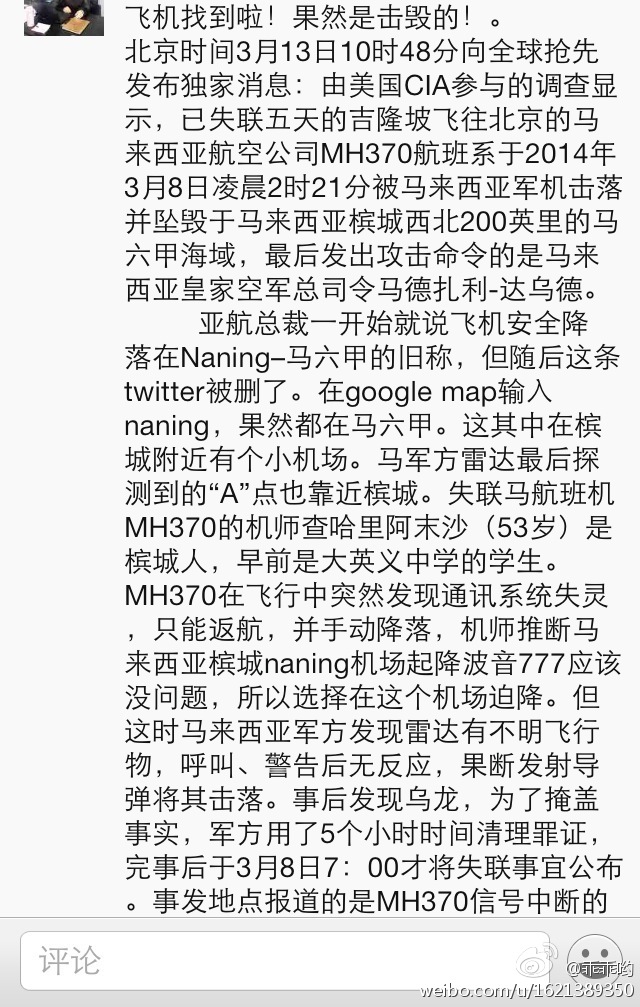 飞机找到啦！果然是击毁的！。
北京时间3月13日10时48分向全球抢先
发布独家消息：由美国CIA参与的调查显
示，已失联五天的吉隆坡飞往北京的马
来西亚航空公司MH370航班系于2014年
3月8日凌晨2时21分被马来西亚军机击落
并坠毁于马来西亚槟城西北200英里的马
六甲海域，最后发出攻击命令的是马来
西亚皇家空军总司令马德扎利-达乌德。
亚航总裁一开始就说飞机安全降
落在Naning–马六甲的旧称，但随后这条
twitter被删了。在google map输入
naning，果然都在马六甲。这其中在槟
城附近有个小机场。马军方雷达最后探
测到的“A”点也靠近槟城。失联马航班机
MH370的机师查哈里阿末沙（53岁）是
槟城人，早前是大英义中学的学生。
MH370在飞行中突然发现通讯系统失灵
，只能返航，并手动降落，机师推断马
来西亚槟城naning机场起降波音777应该
没问题，所以选择在这个机场迫降。但
这时马来西亚军方发现雷达有不明飞行
物，呼叫、警告后无反应，果断发射导
弹将其击落。事后发现乌龙，为了掩盖
事实，军方用了5个小时时间清理罪证，
完事后于3月8日7：00才将失联事宜公布
。事发地点报道的是MH370信号中断的
评论
@乖乖哟
weibo.com/u/1621389350